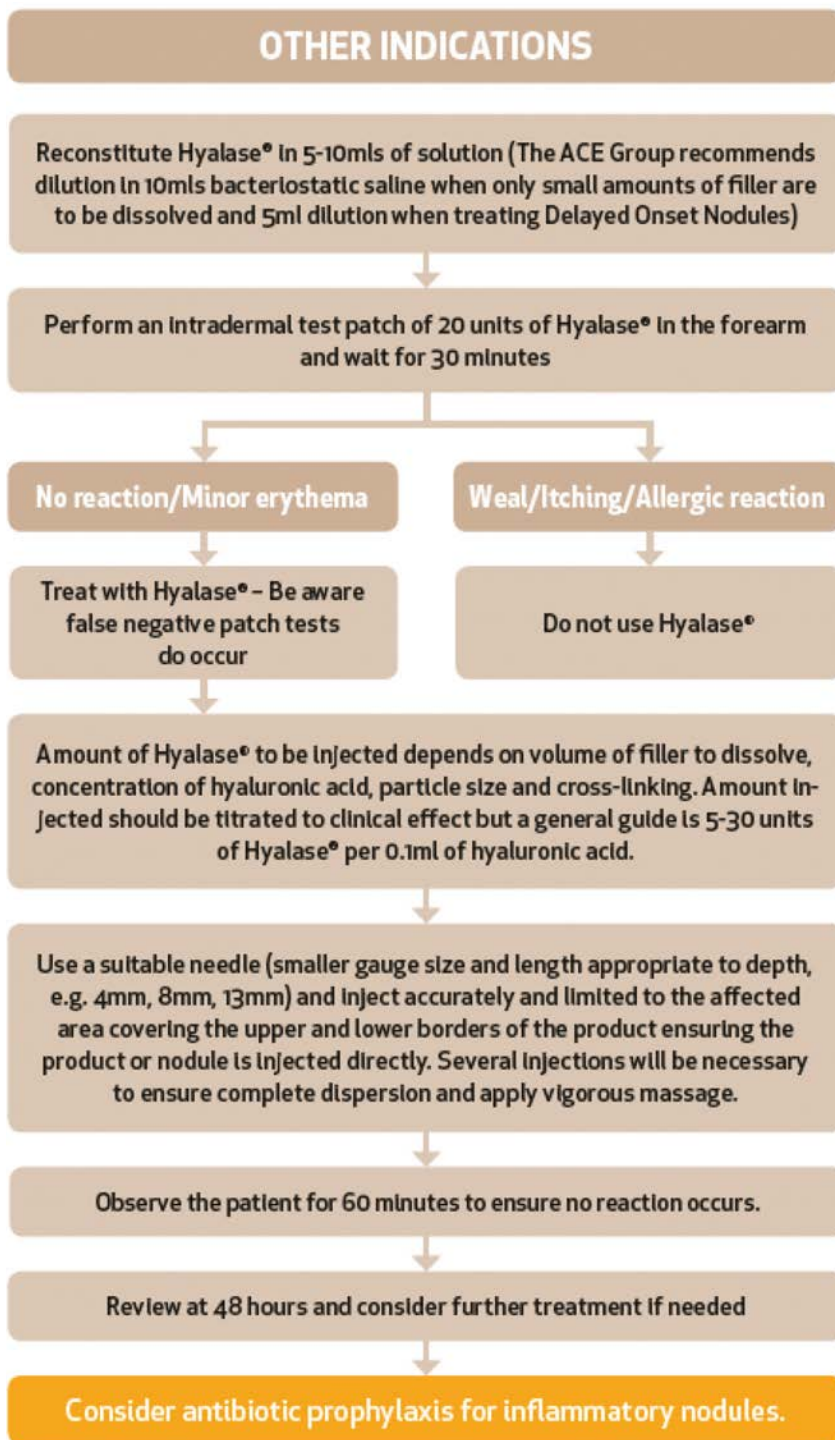 OTHER INDICATIONS
Reconstitute Hyalase® in 5-10mls of solution (The ACE Group recommends
dilution in 10mls bacteriostatic saline when only small amounts of filler are
to be dissolved and 5ml dilution when treating Delayed Onset Nodules)
Perform an intradermal test patch of 20 units of Hyalase® in the forearm
and wait for 30 minutes
No reaction/Minor erythema
Weal/Itching/Allergic reaction
Treat with Hyalase® – Be aware
false negative patch tests
do occur
Do not use Hyalase®
Amount of Hyalase® to be injected depends on volume of filler to dissolve,
concentration of hyaluronic acid, particle size and cross-linking. Amount in-
jected should be titrated to clinical effect but a general guide is 5-30 units
of Hyalase® per 0.1ml of hyaluronic acid.
Use a suitable needle (smaller gauge size and length appropriate to depth,
e.g. 4mm, 8mm, 13mm) and inject accurately and limited to the affected
area covering the upper and lower borders of the product ensuring the
product or nodule is injected directly. Several injections will be necessary
to ensure complete dispersion and apply vigorous massage.
Observe the patient for 60 minutes to ensure no reaction occurs.
Review at 48 hours and consider further treatment if needed
Consider antibiotic prophylaxis for inflammatory nodules.